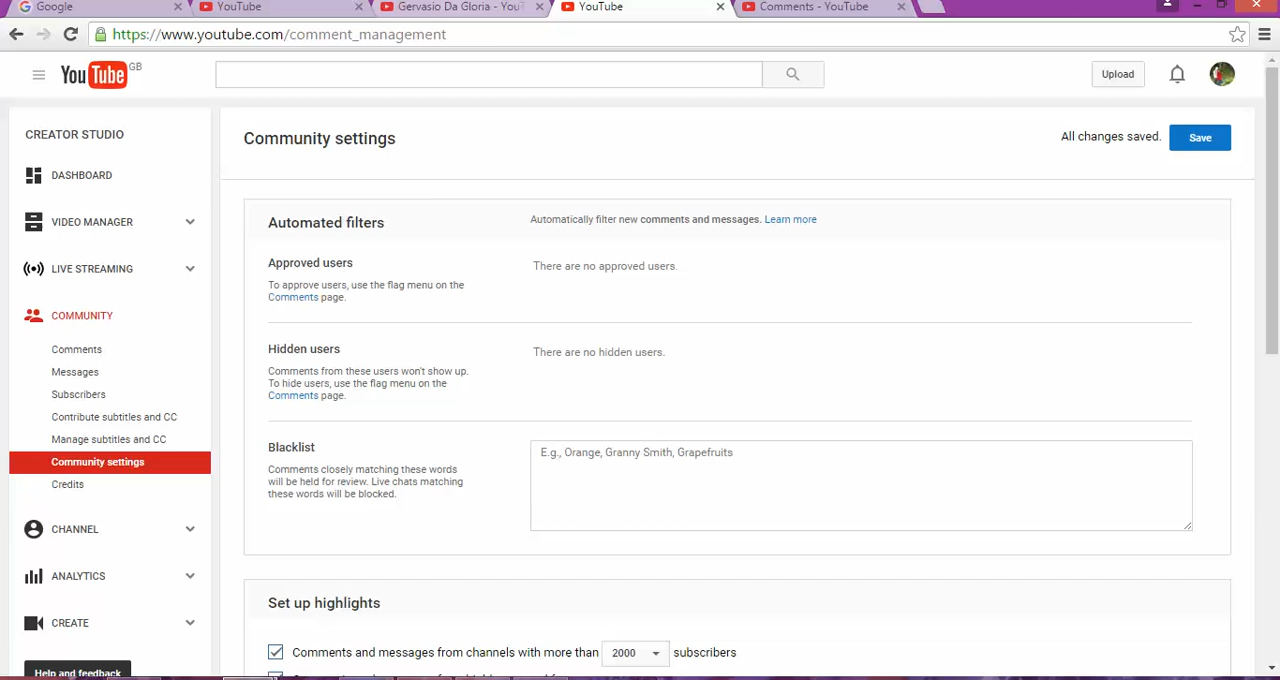 Google
YouTube
Gervasio Da Gloria - You
YouTube
Comments - YouTube
https://www.youtube.com/comment_management
YouTube GB
Upload
CREATOR STUDIO
DASHBOARD
VIDEO MANAGER
LIVE STREAMING
COMMUNITY
Comments
Messages
Subscribers
Contribute subtitles and CC
Manage subtitles and CC
Community settings
Credits
CHANNEL
ANALYTICS
CREATE
Help and feedback
Community settings
All changes saved.
Save
Automated filters
Automatically filter new comments and messages. Learn more
Approved users
There are no approved users.
To approve users, use the flag menu on the
Comments page.
Hidden users
There are no hidden users.
Comments from these users won't show up.
To hide users, use the flag menu on the
Comments page.
Blacklist
E.g., Orange, Granny Smith, Grapefruits
Comments closely matching these words
will be held for review. Live chats matching
these words will be blocked.
Set up highlights
Comments and messages from channels with more than 2000 subscribers